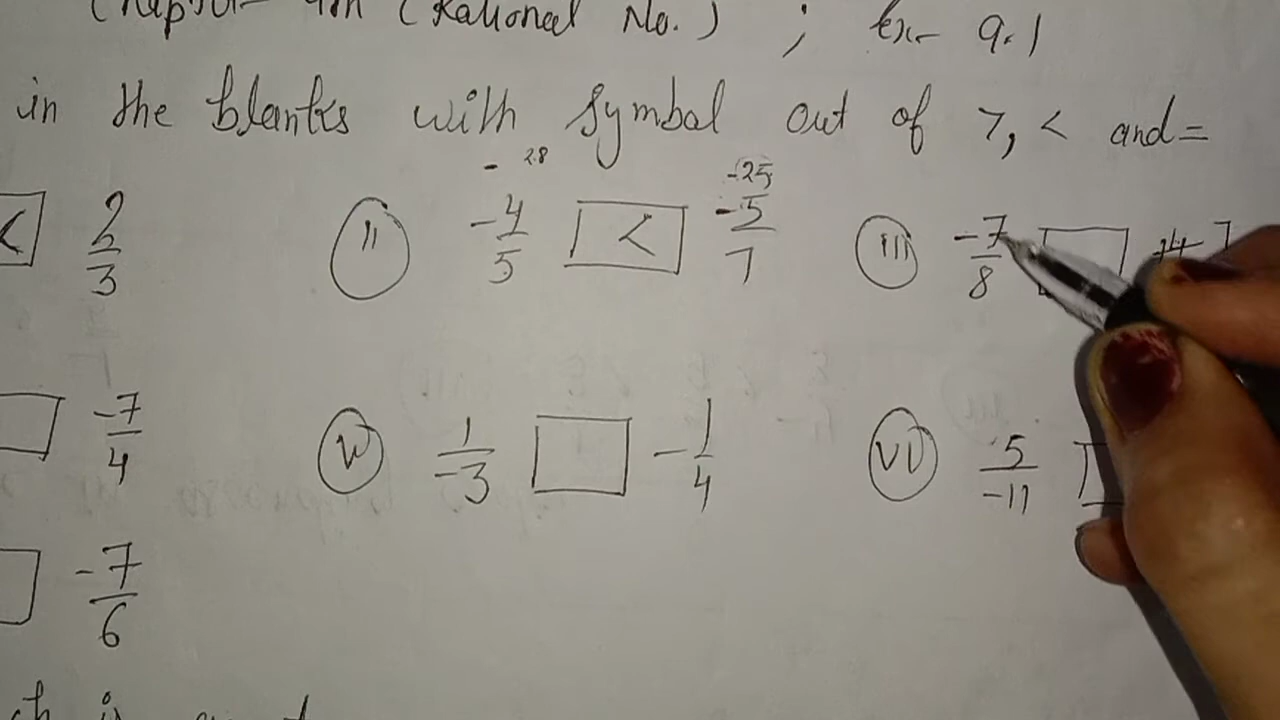 (Rational No.) ; Ex- 9.1
in the blanks with symbol out of >, < and =
- 28 -25
< 2/3 (ii) -4/5 < -5/7 (iii) -7/8
-7/4 (v) 1/-3 -1/4 (vi) 5/-11
-7/6